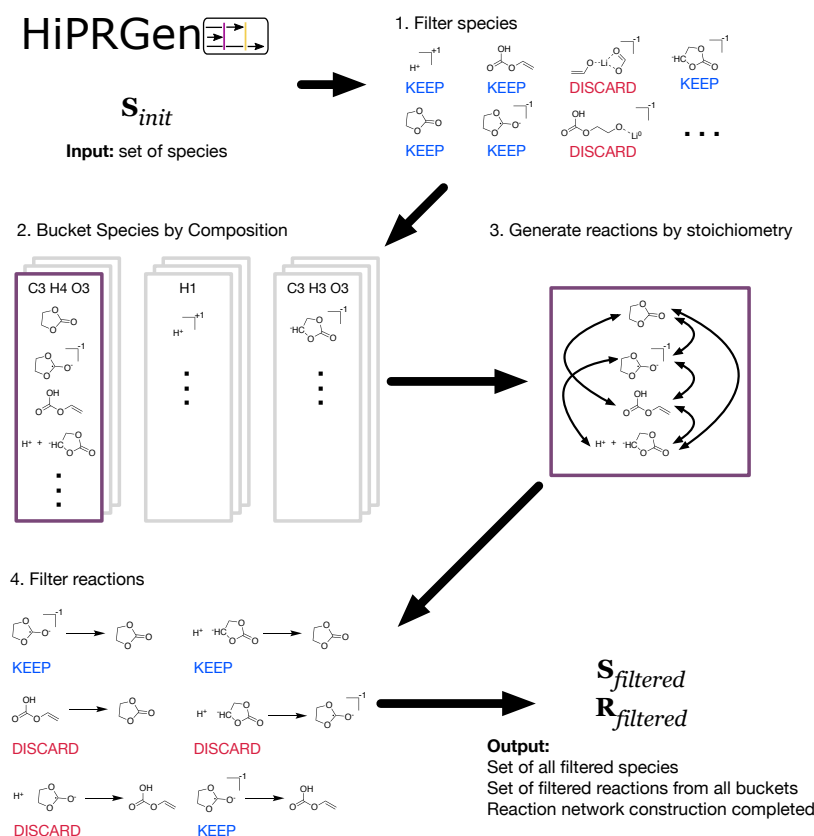 HiPRGen
S init
Input: set of species
1. Filter species
H+ +1
KEEP
OH
O O
KEEP
O Li O O -1
DISCARD
-HC O O O -1
KEEP
O O O
KEEP
O O O- -1
KEEP
OH O O O Li0 -1
DISCARD
...
2. Bucket Species by Composition
C3 H4 O3
O O O
O O O- -1
OH O O
H+ + -HC O O O
H1
H+ +1
C3 H3 O3
-HC O O O -1
3. Generate reactions by stoichiometry
O O O
O O O- -1
OH O O
H+ + -HC O O O
4. Filter reactions
O O O- -1 O O O
KEEP
H+ -HC O O O O O O
KEEP
OH O O O O O
DISCARD
H+ -HC O O O O O O- -1
DISCARD
H+ O O O- OH O O
DISCARD
O O O- -1 OH O O
KEEP
S filtered
R filtered
Output:
Set of all filtered species
Set of filtered reactions from all buckets
Reaction network construction completed